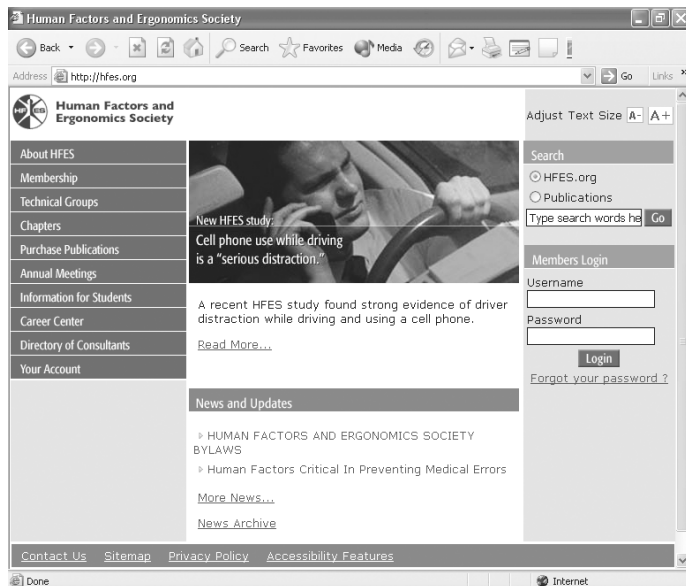 Human Factors and Ergonomics Society
Back
Search
Favorites
Media
Address
http://hfes.org
Go
Links
HFES
Human Factors and
Ergonomics Society
Adjust Text Size A- A+
About HFES
Membership
Technical Groups
Chapters
Purchase Publications
Annual Meetings
Information for Students
Career Center
Directory of Consultants
Your Account
New HFES study:
Cell phone use while driving
is a “serious distraction.”
A recent HFES study found strong evidence of driver
distraction while driving and using a cell phone.
Read More...
News and Updates
HUMAN FACTORS AND ERGONOMICS SOCIETY
BYLAWS
Human Factors Critical In Preventing Medical Errors
More News...
News Archive
Search
HFES.org
Publications
Type search words he Go
Members Login
Username
Password
Login
Forgot your password ?
Contact Us Sitemap Privacy Policy Accessibility Features
Done
Internet